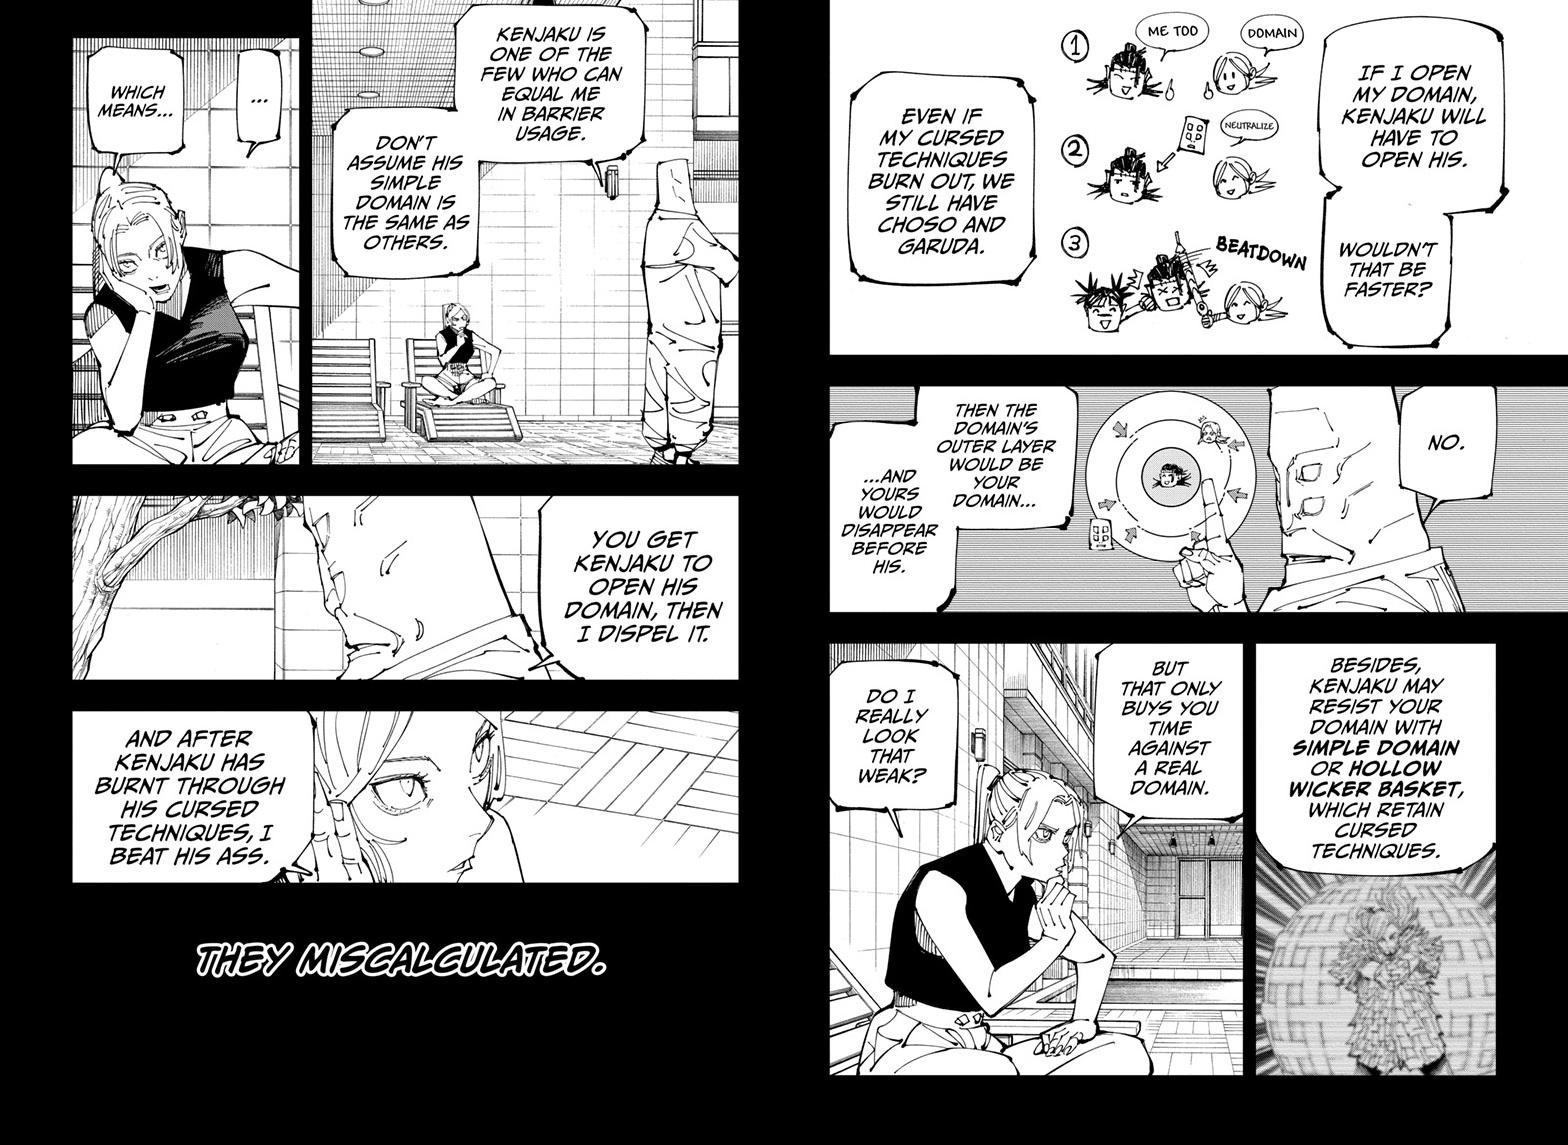 IF I OPEN
MY DOMAIN,
KENJAKU WILL
HAVE TO
OPEN HIS.
WOULDN'T
THAT BE
FASTER?
1
DOMAIN
ME TOO
2
NEUTRALIZE
3
BEATDOWN
EVEN IF
MY CURSED
TECHNIQUES
BURN OUT, WE
STILL HAVE
CHOSO AND
GARUDA.
NO.
THEN THE
DOMAIN'S
OUTER LAYER
WOULD BE
YOUR
DOMAIN...
...AND
YOURS
WOULD
DISAPPEAR
BEFORE
HIS.
BESIDES,
KENJAKU MAY
RESIST YOUR
DOMAIN WITH
SIMPLE DOMAIN
OR HOLLOW
WICKER BASKET,
WHICH RETAIN
CURSED
TECHNIQUES.
BUT
THAT ONLY
BUYS YOU
TIME
AGAINST
A REAL
DOMAIN.
DO I
REALLY
LOOK
THAT
WEAK?
KENJAKU IS
ONE OF THE
FEW WHO CAN
EQUAL ME
IN BARRIER
USAGE.
DON'T
ASSUME HIS
SIMPLE
DOMAIN IS
THE SAME AS
OTHERS.
...
WHICH
MEANS...
YOU GET
KENJAKU TO
OPEN HIS
DOMAIN, THEN
I DISPEL IT.
AND AFTER
KENJAKU HAS
BURNT THROUGH
HIS CURSED
TECHNIQUES, I
BEAT HIS ASS.
THEY MISCALCULATED.